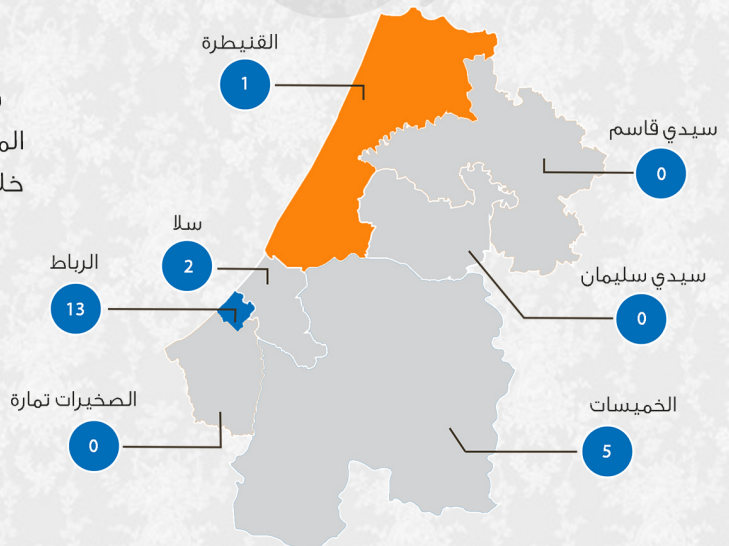 القنيطرة
1
سيدي قاسم
0
سلا
2
الرباط
13
سيدي سليمان
0
الصخيرات تمارة
0
الخميسات
5